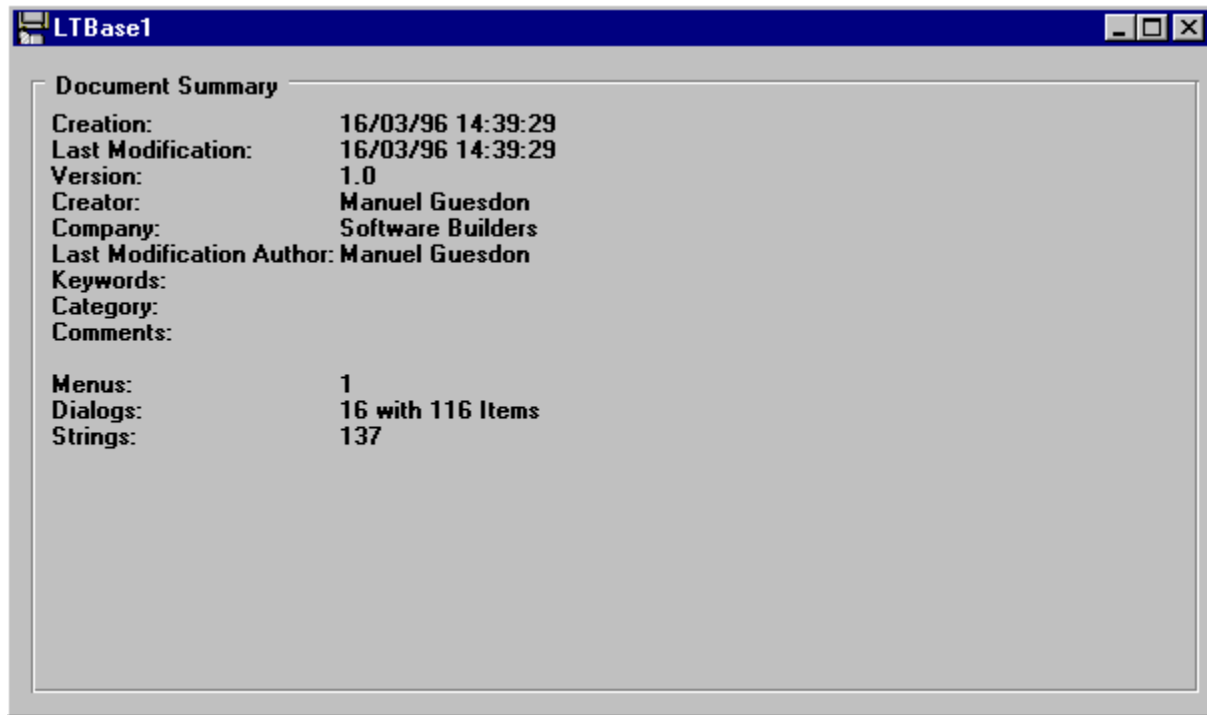 LTBase1
Document Summary
Creation: 16/03/96 14:39:29
Last Modification: 16/03/96 14:39:29
Version: 1.0
Creator: Manuel Guesdon
Company: Software Builders
Last Modification Author: Manuel Guesdon
Keywords:
Category:
Comments:
Menus: 1
Dialogs: 16 with 116 Items
Strings: 137